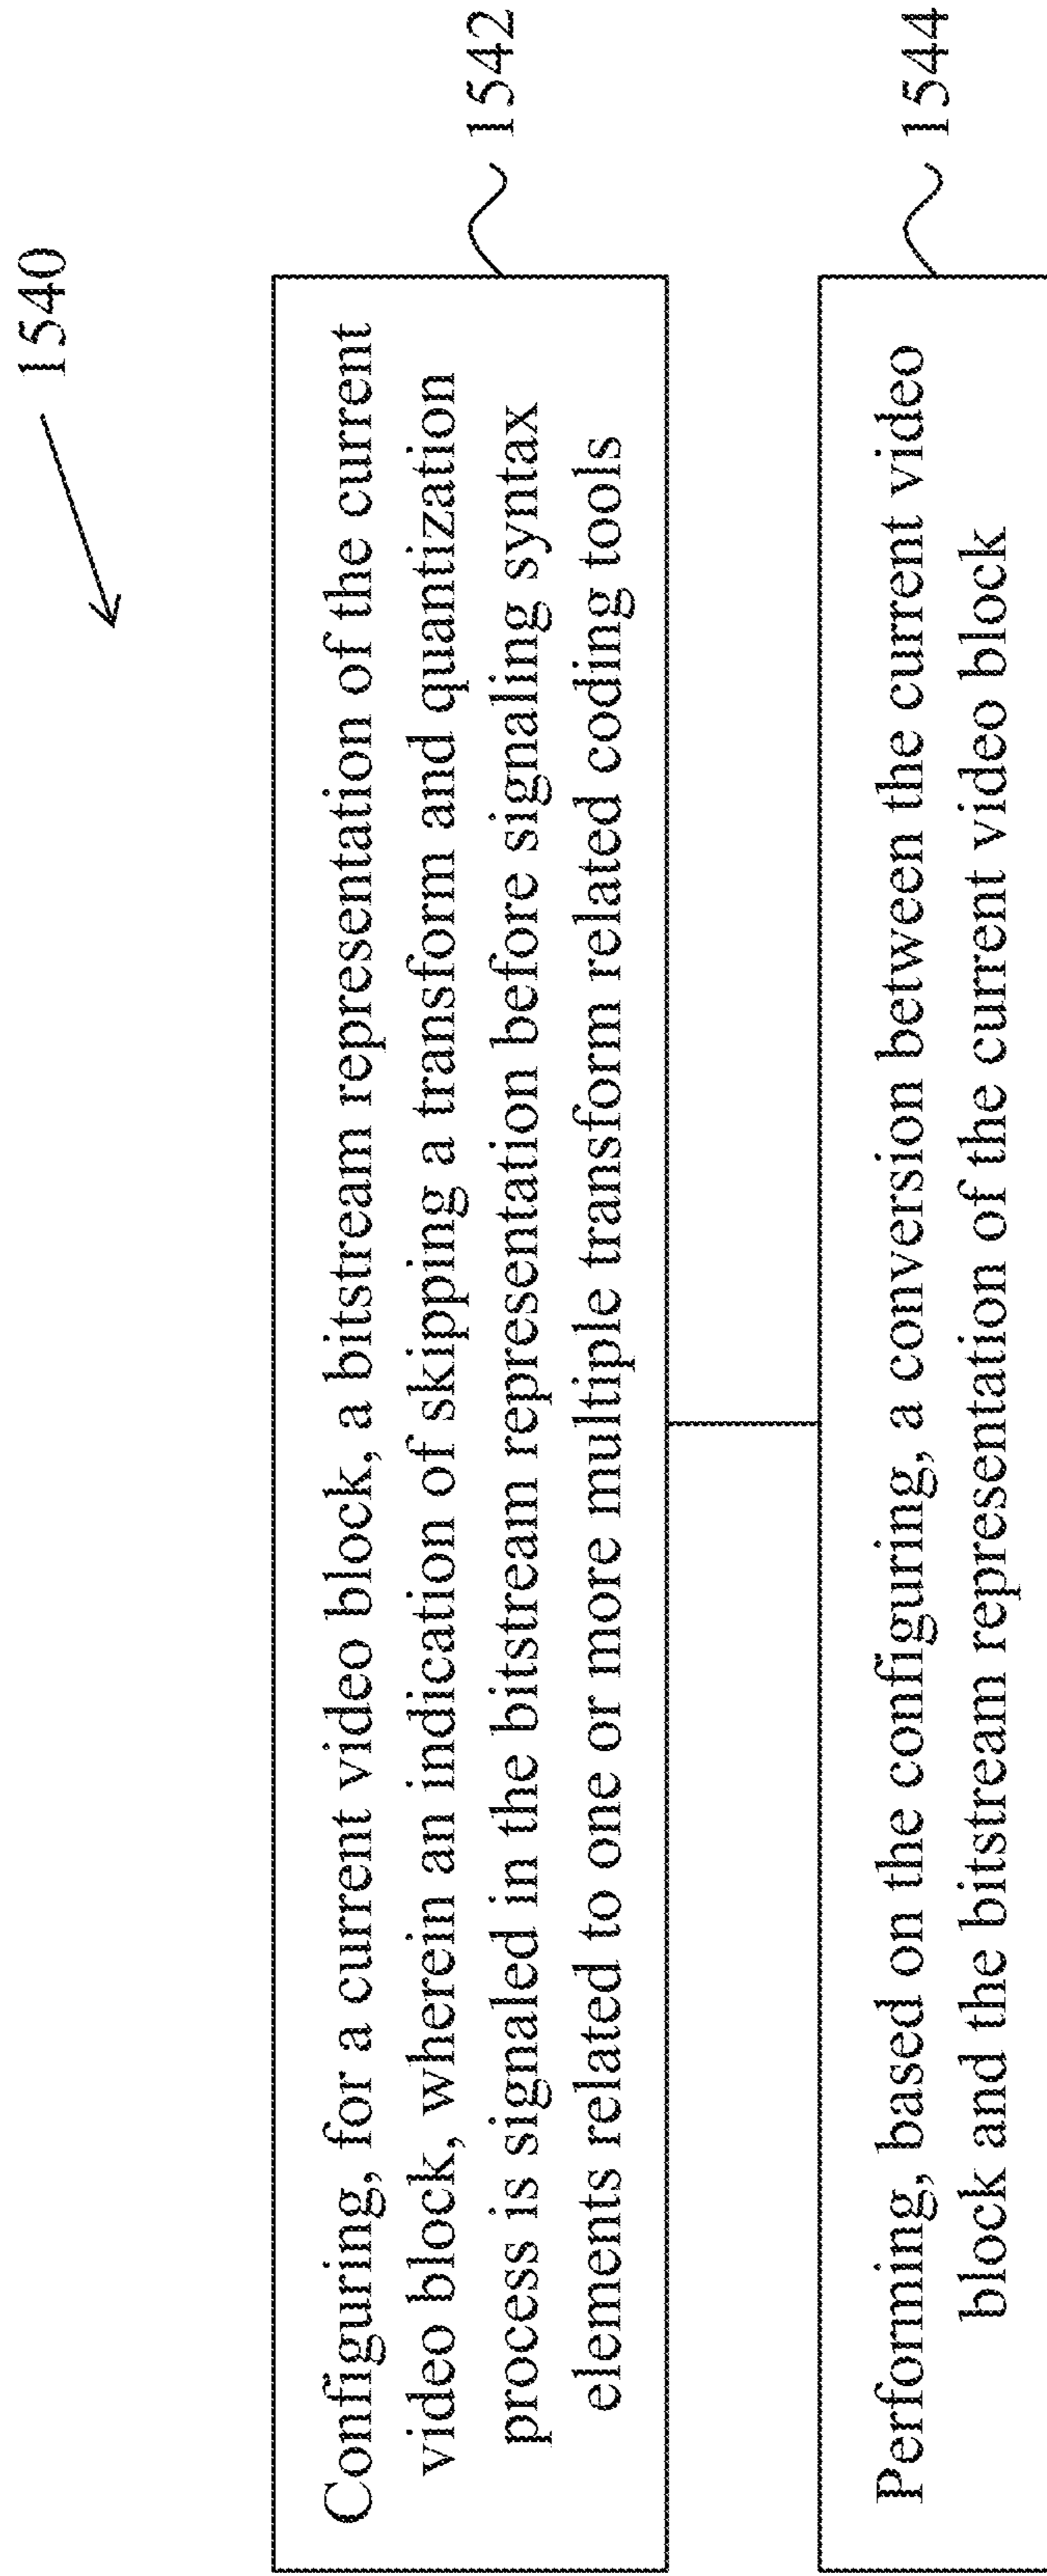 1540
Configuring, for a current video block, a bitstream representation of the current
video block, wherein an indication of skipping a transform and quantization
process is signaled in the bitstream representation before signaling syntax
elements related to one or more multiple transform related coding tools
1542
Performing, based on the configuring, a conversion between the current video
block and the bitstream representation of the current video block
1544